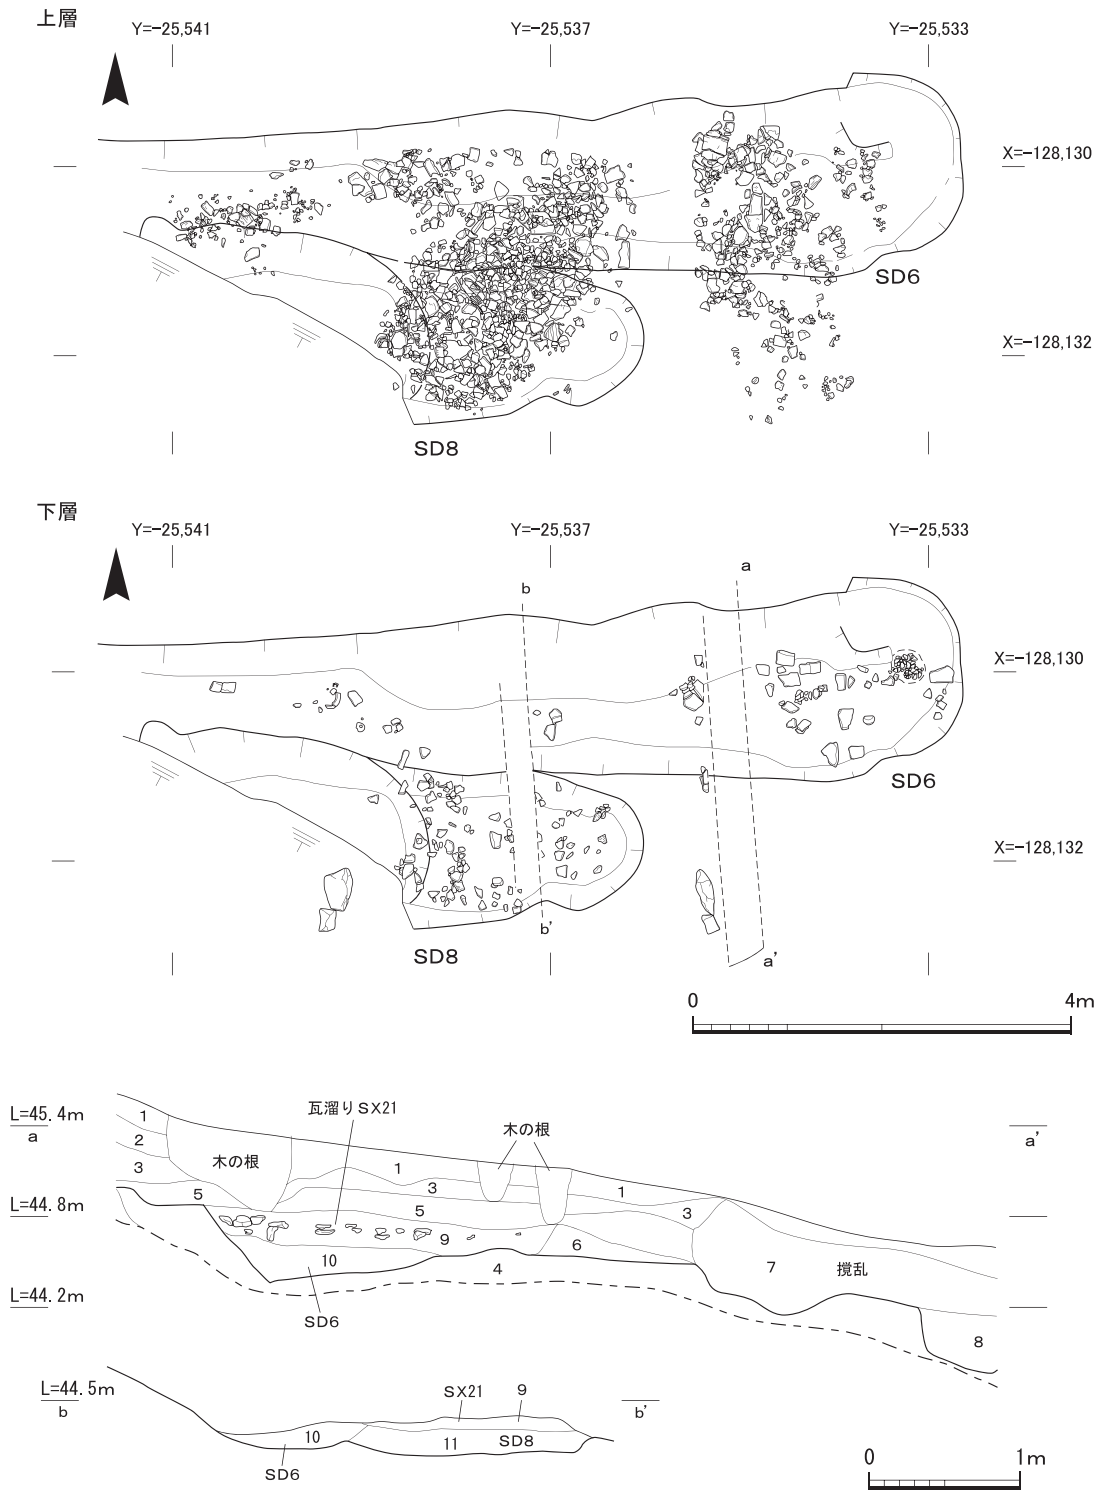 上層
Y=-25,541
Y=-25,537
Y=-25,533
X=-128,130
SD6
X=-128,132
SD8
下層
Y=-25,541
Y=-25,537
Y=-25,533
b
a
X=-128,130
SD6
X=-128,132
b'
SD8
a'
0
4m
L=45.4m
a
瓦溜りSX21
木の根
a'
1
2
3
木の根
1
3
1
3
L=44.8m
5
5
9
6
10
4
7
撹乱
L=44.2m
SD6
8
L=44.5m
b
SX21
9
b'
10
11
SD8
SD6
0
1m